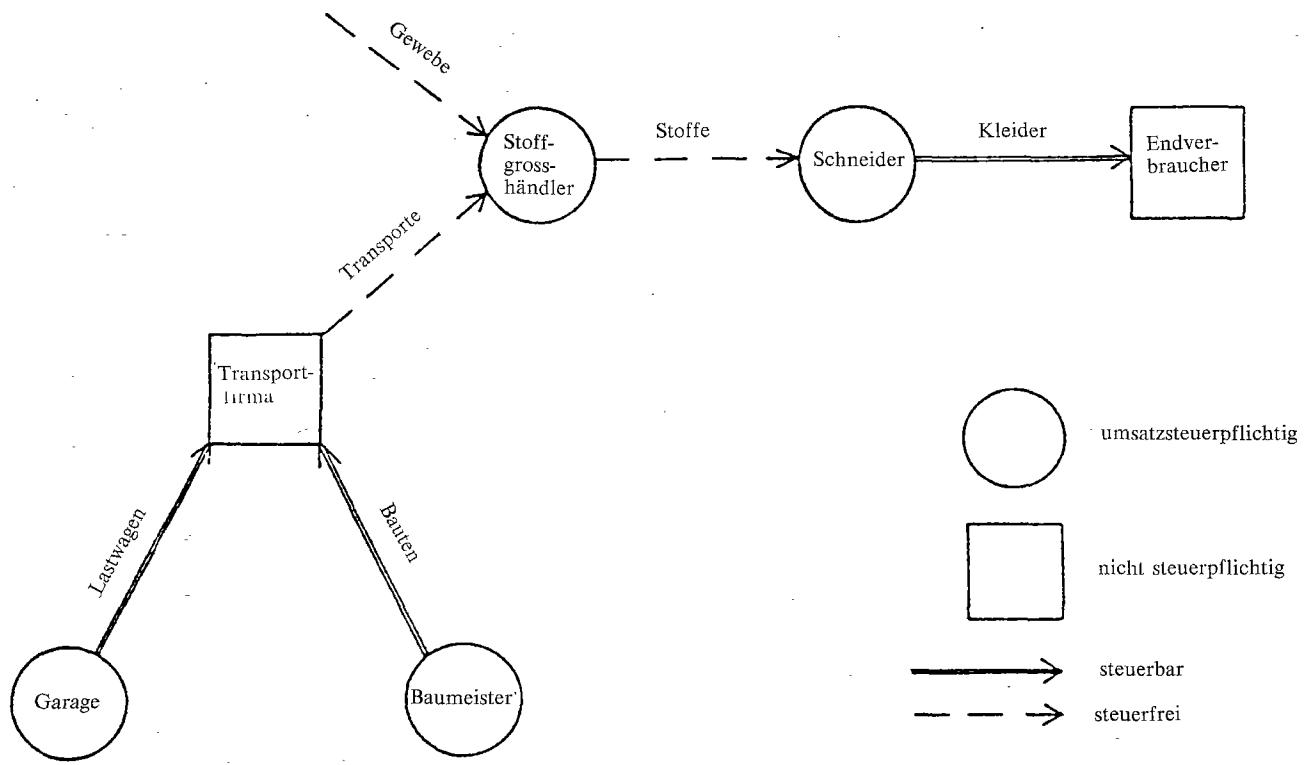 Gewebe
Stoff-
gross-
händler
Stoffe
Schneider
Kleider
Endver-
braucher
Transporte
Transport-
firma
umsatzsteuerpflichtig
Lastwagen
Bauten
nicht steuerpflichtig
Garage
Baumeister
steuerbar
steuerfrei